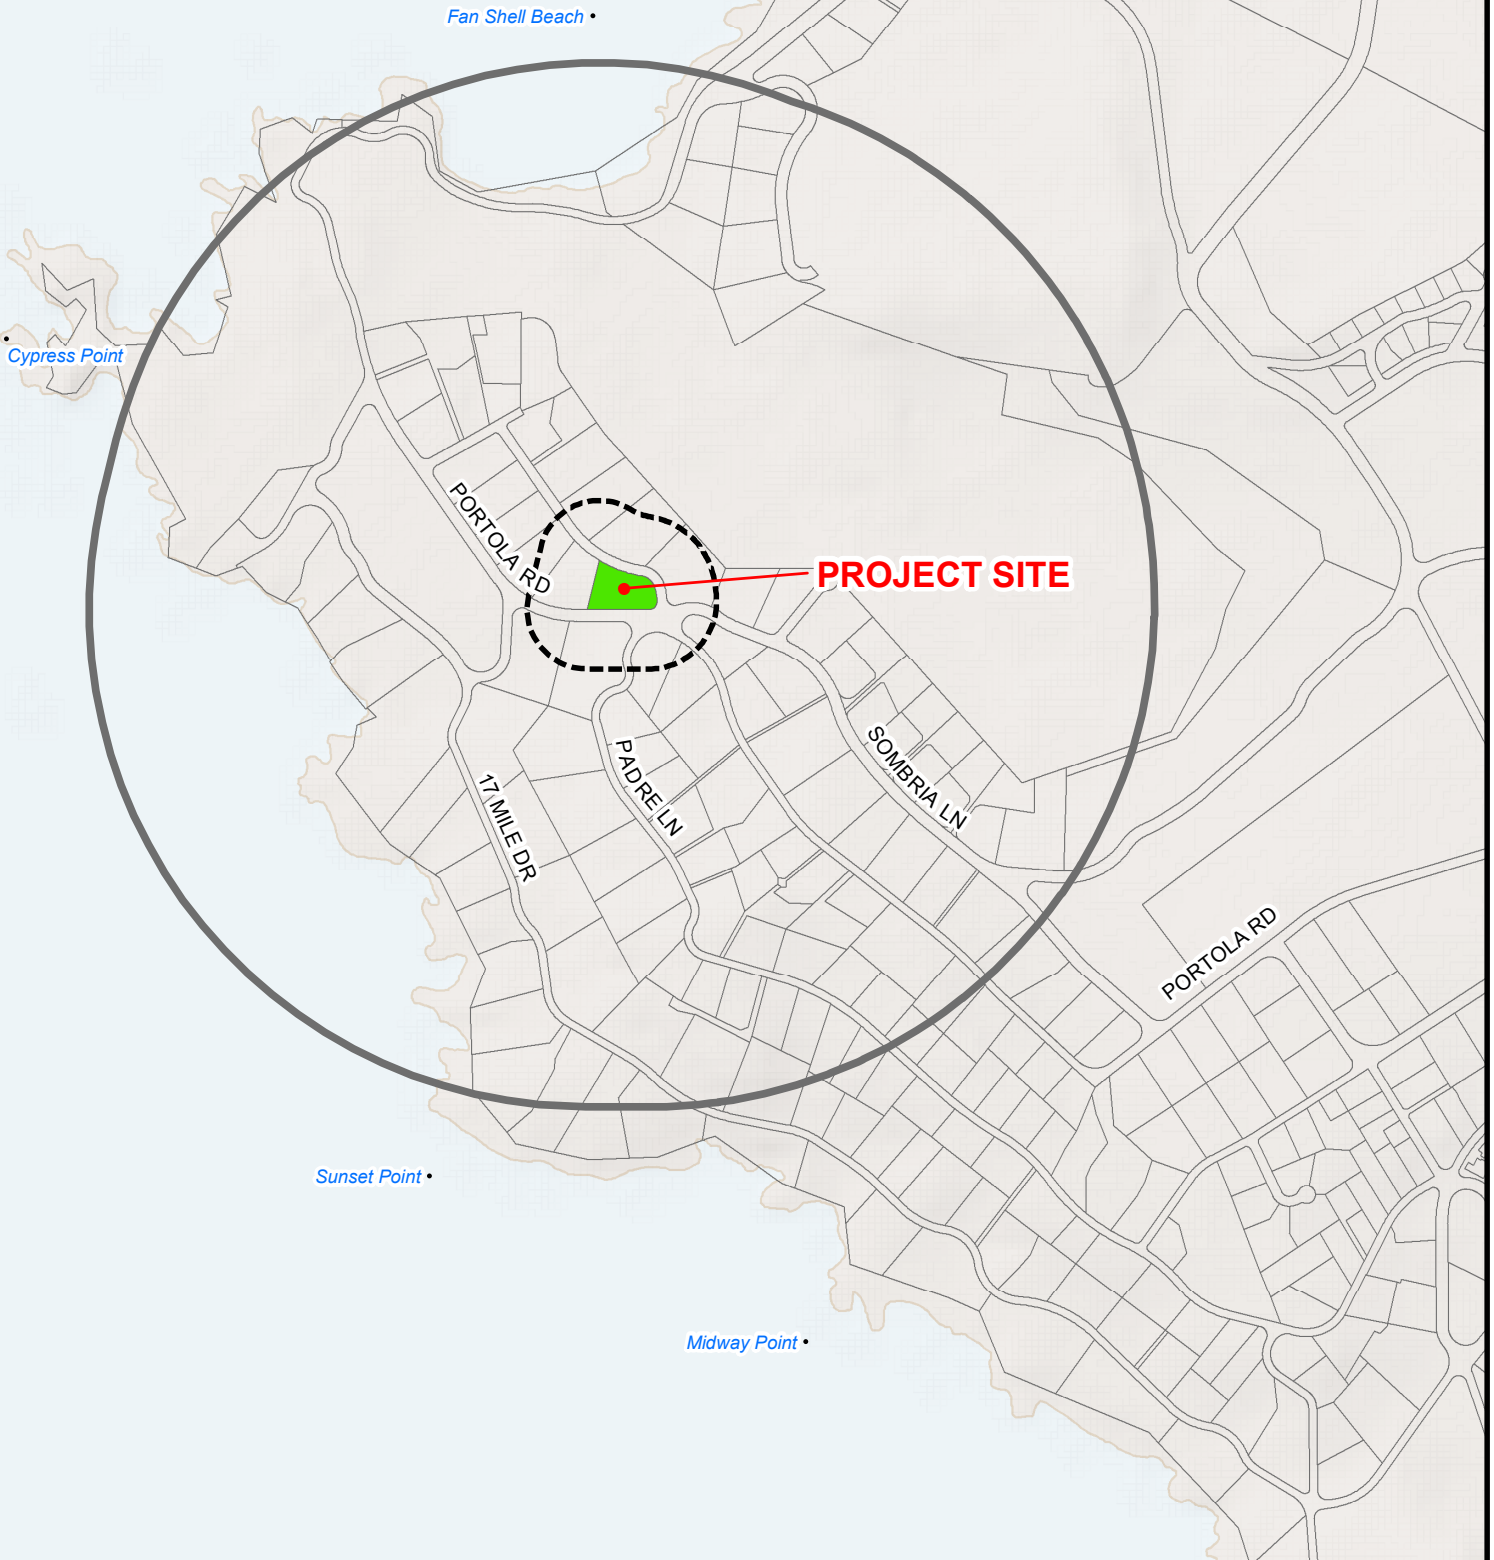 Fan Shell Beach
Cypress Point
PORTOLA RD
PROJECT SITE
SOMBRIA LN
PADRE LN
17 MILE DR
PORTOLA RD
Sunset Point
Midway Point